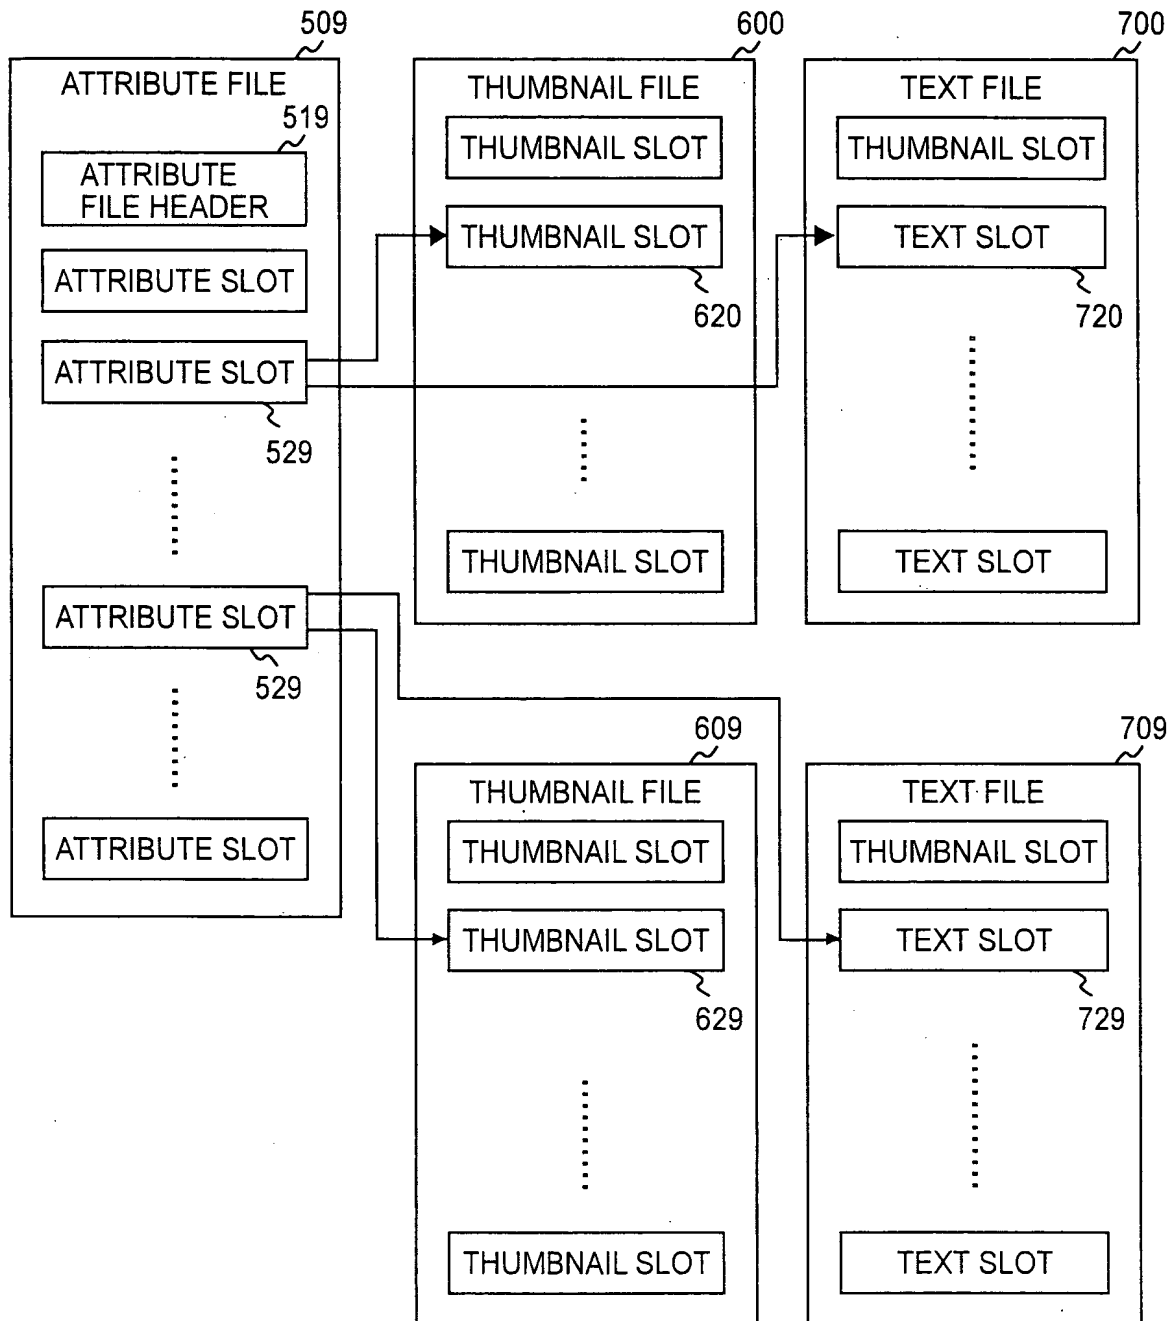 509
ATTRIBUTE FILE
519
ATTRIBUTE
FILE HEADER
ATTRIBUTE SLOT
ATTRIBUTE SLOT
529
ATTRIBUTE SLOT
529
ATTRIBUTE SLOT
600
THUMBNAIL FILE
THUMBNAIL SLOT
THUMBNAIL SLOT
620
THUMBNAIL SLOT
700
TEXT FILE
THUMBNAIL SLOT
TEXT SLOT
720
TEXT SLOT
609
THUMBNAIL FILE
THUMBNAIL SLOT
THUMBNAIL SLOT
629
THUMBNAIL SLOT
709
TEXT FILE
THUMBNAIL SLOT
TEXT SLOT
729
TEXT SLOT